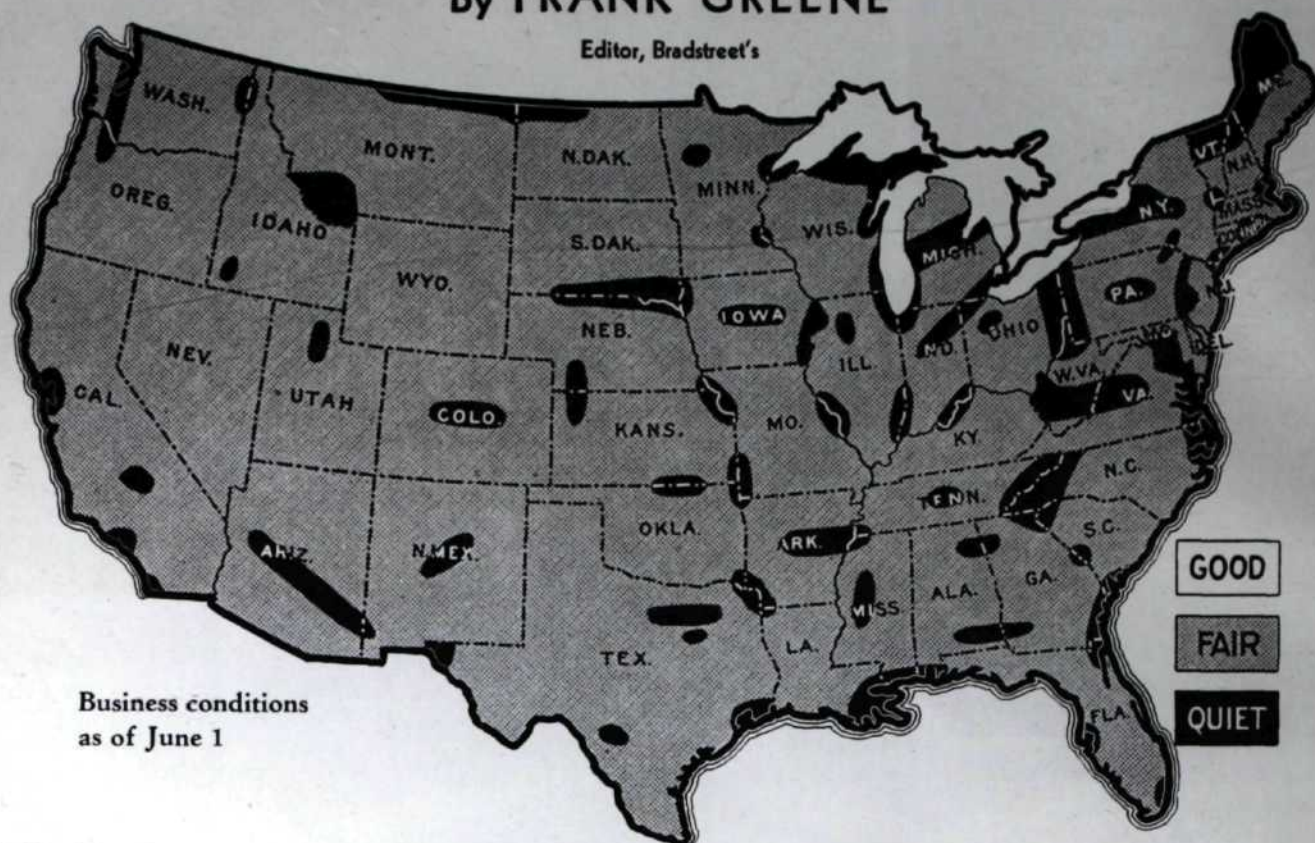 By FRANK GREENE
Editor, Bradstreet's
WASH.
MONT.
N.DAK.
MINN.
ME.
VT.
N.H.
OREG.
IDAHO
S.DAK.
WIS.
MICH.
N.Y.
MASS.
CONN.
WYO.
NEB.
IOWA
ILL.
IND.
OHIO
PA.
N.J.
NEV.
UTAH
COLO.
KANS.
MO.
KY.
W.VA.
VA.
MD.
DEL.
CAL.
ARIZ.
N.MEX.
OKLA.
ARK.
TENN.
N.C.
S.C.
TEX.
LA.
MISS
ALA.
GA.
FLA.
GOOD
FAIR
QUIET
Business conditions
as of June 1